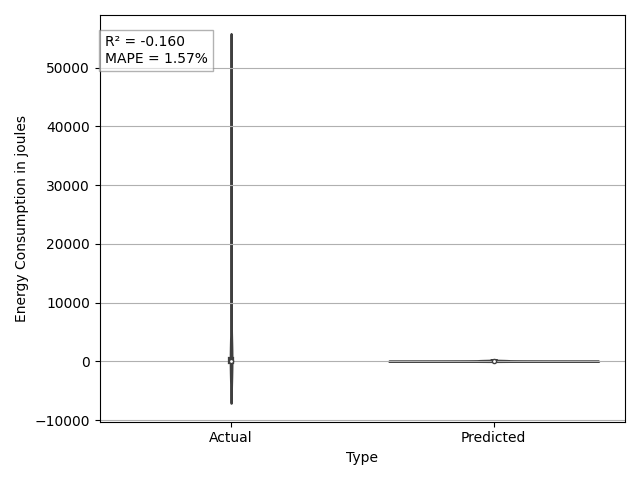 R² = -0.160
MAPE = 1.57%
50000
40000
30000
20000
10000
0
−10000
Energy Consumption in joules
Actual
Predicted
Type